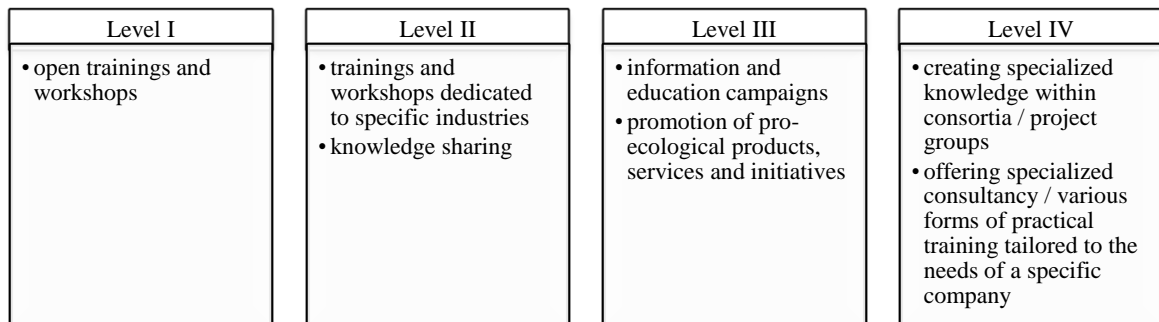 Level I
• open trainings and
workshops
Level II
• trainings and
workshops dedicated
to specific industries
• knowledge sharing
Level III
• information and
education campaigns
• promotion of pro-
ecological products,
services and initiatives
Level IV
• creating specialized
knowledge within
consortia / project
groups
• offering specialized
consultancy / various
forms of practical
training tailored to the
needs of a specific
company